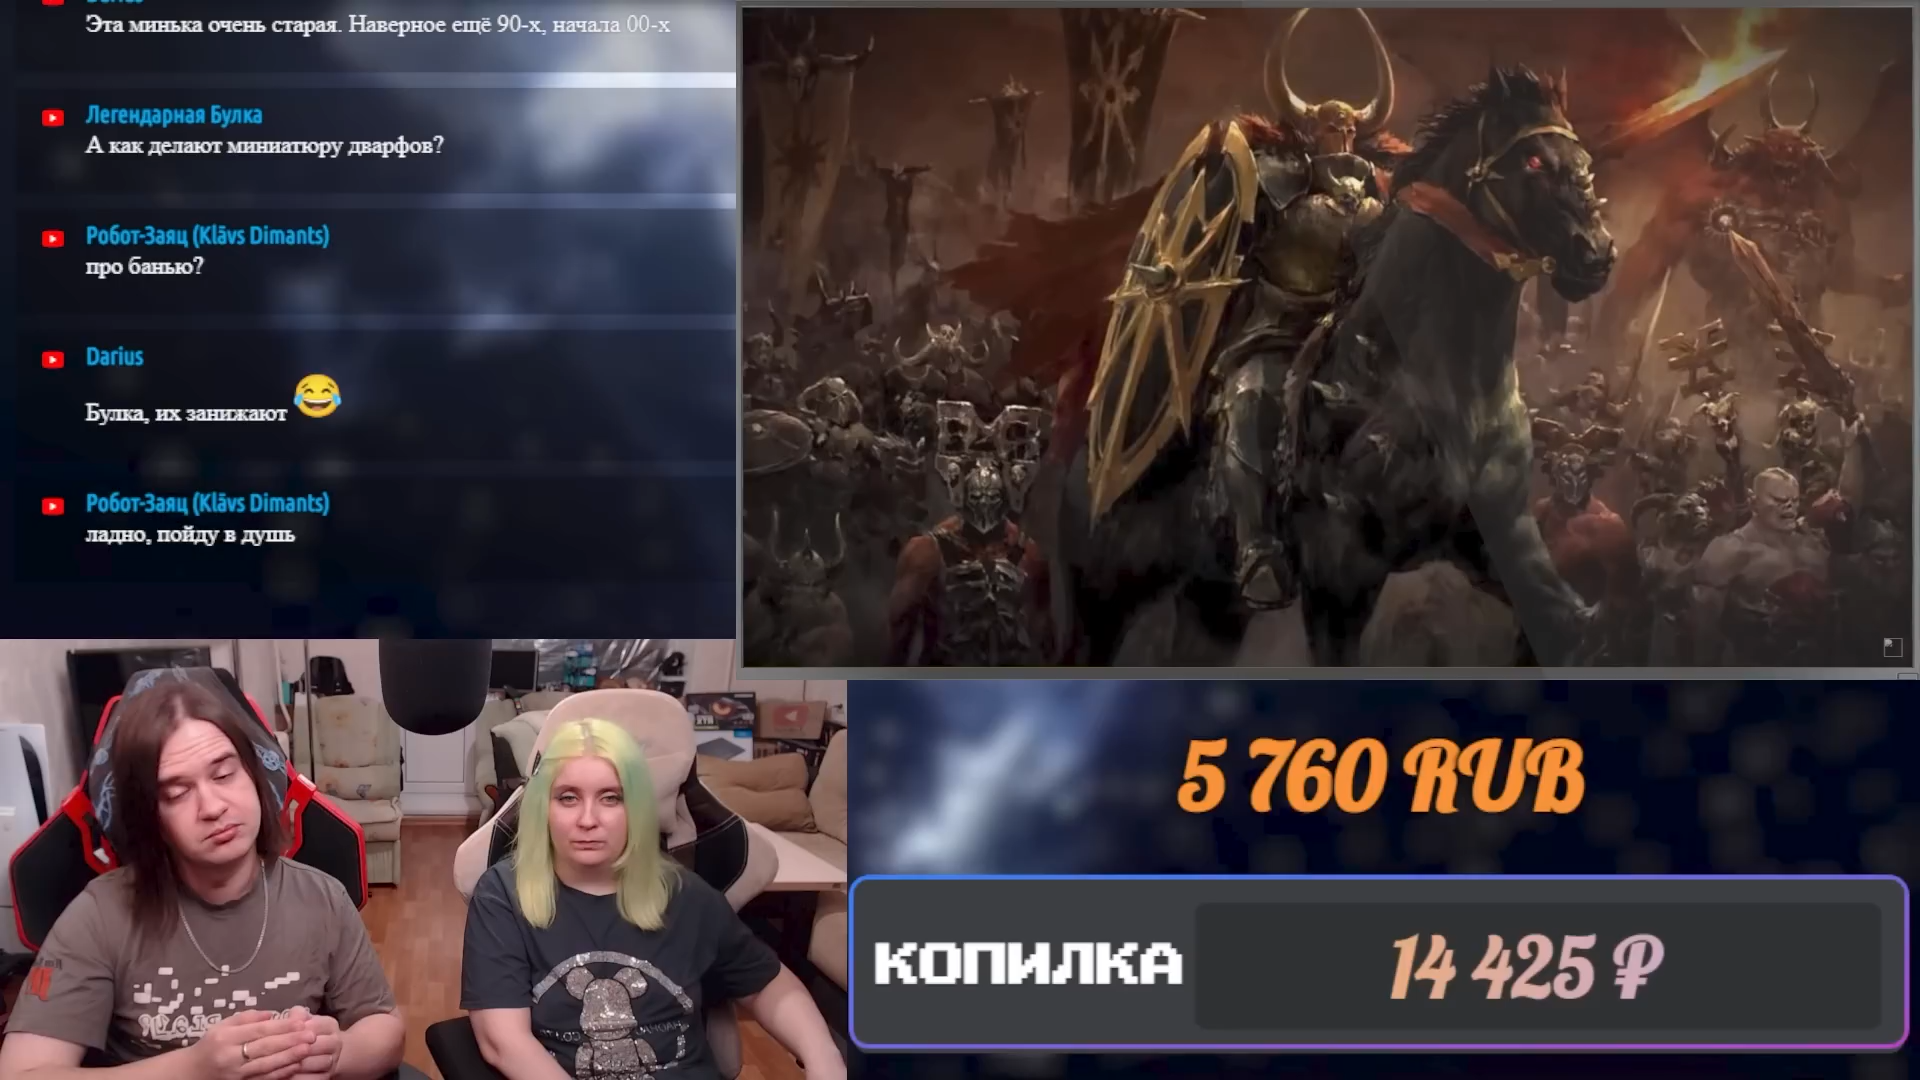 Эта минька очень старая. Наверное ещё 90-х, начала 00-х
Легендарная Булка
А как делают миниатюру дварфов?
Робот-Заяц (Klāvs Dimants)
про банью?
Darius
Булка, их занижают 😂
Робот-Заяц (Klāvs Dimants)
ладно, пойду в душь
5 760 RUB
КОПИЛКА
14 425 ₽